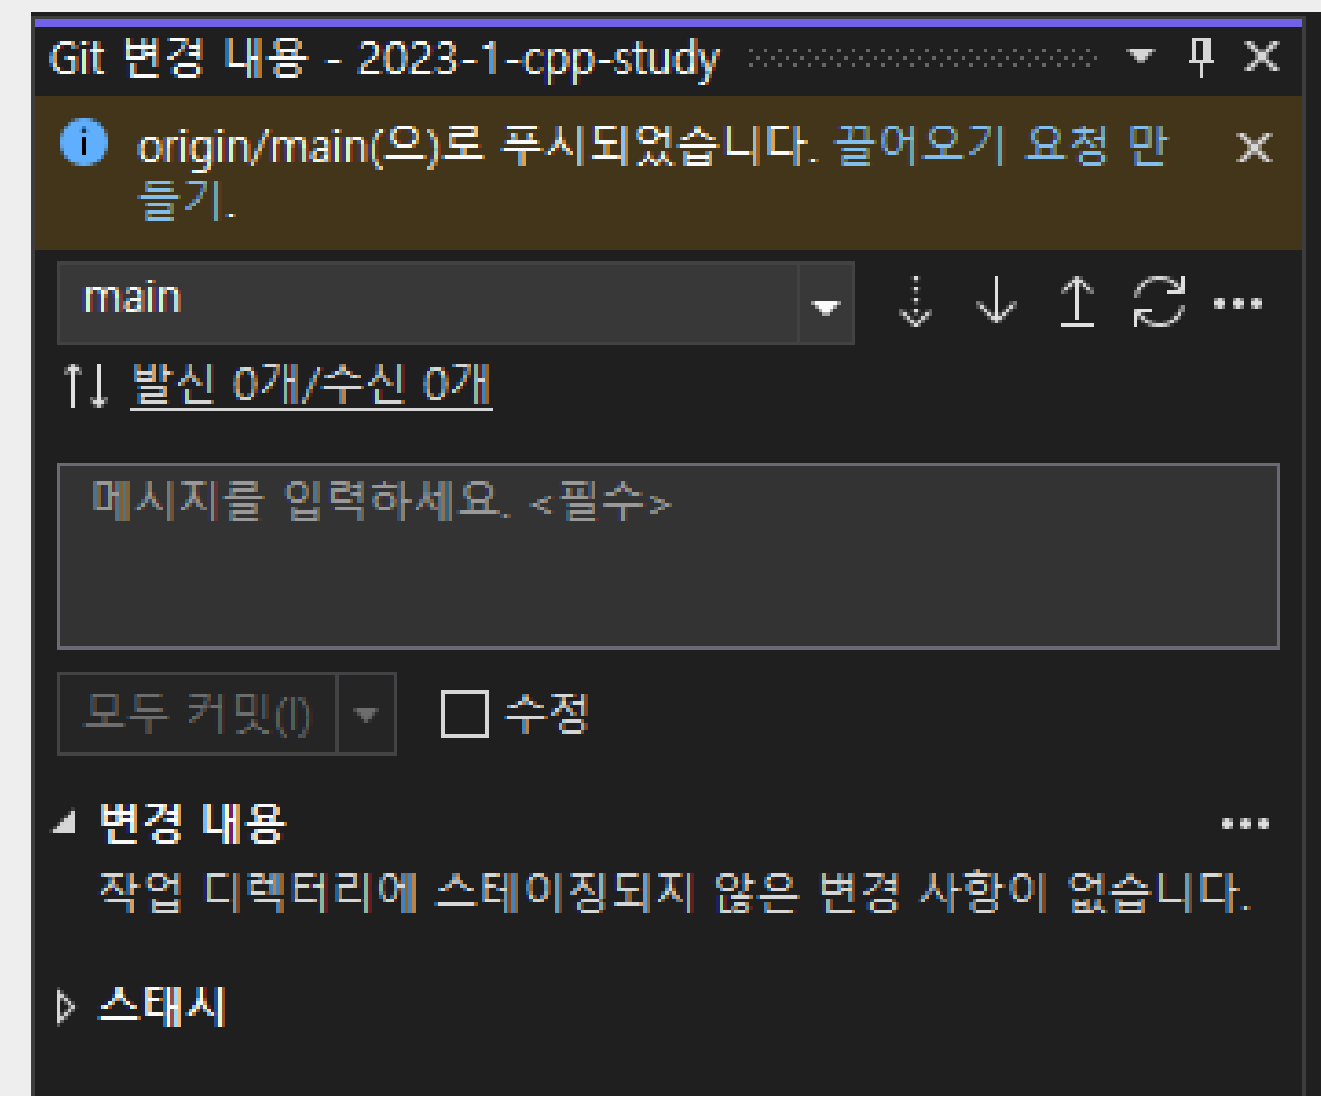 Git 변경 내용 - 2023-1-cpp-study
origin/main(으)로 푸시되었습니다. 끌어오기 요청 만
들기.
main
발신 0개/수신 0개
메시지를 입력하세요. <필수>
모두 커밋(I)
수정
변경 내용
작업 디렉터리에 스테이징되지 않은 변경 사항이 없습니다.
스태시